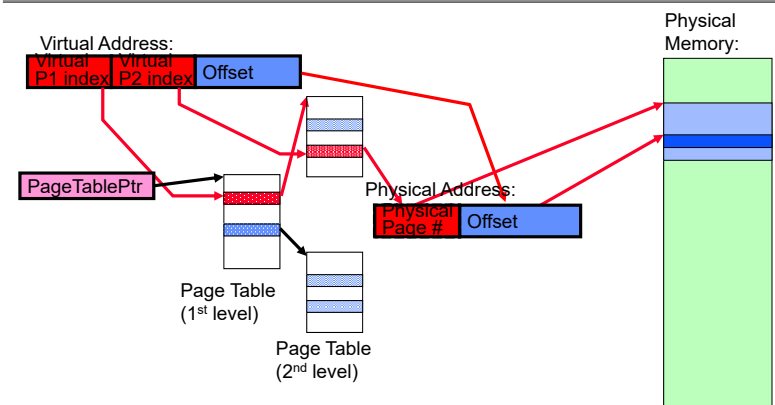 Physical
Memory:
Virtual Address:
Virtual
P1 index
Virtual
P2 index
Offset
PageTablePtr
Physical Address:
Physical
Page #
Offset
Page Table
(1st level)
Page Table
(2nd level)